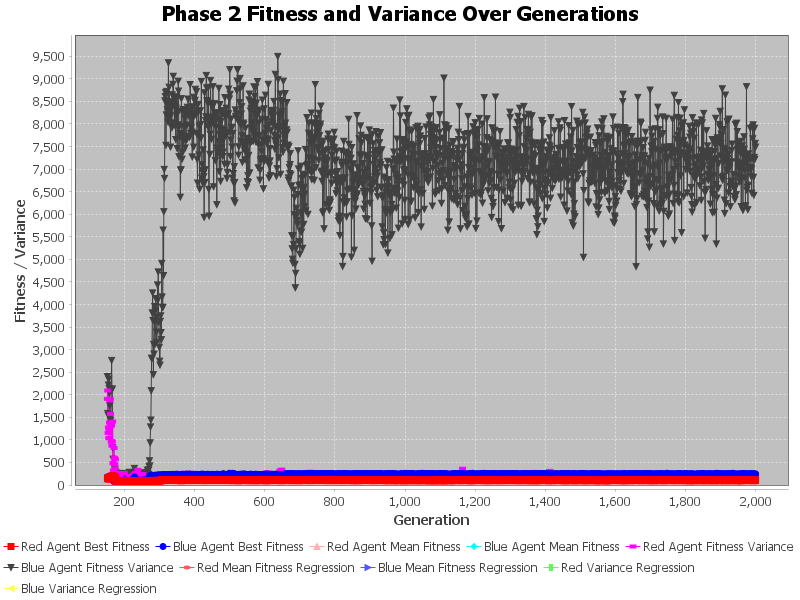 Phase 2 Fitness and Variance Over Generations
9,500
9,000
8,500
8,000
7,500
7,000
6,500
6,000
5,500
5,000
4,500
4,000
3,500
3,000
2,500
2,000
1,500
1,000
500
0
Fitness / Variance
200 400 600 800 1,000 1,200 1,400 1,600 1,800 2,000
Generation
Red Agent Best Fitness Blue Agent Best Fitness Red Agent Mean Fitness Blue Agent Mean Fitness Red Agent Fitness Variance
Blue Agent Fitness Variance Red Mean Fitness Regression Blue Mean Fitness Regression Red Variance Regression
Blue Variance Regression